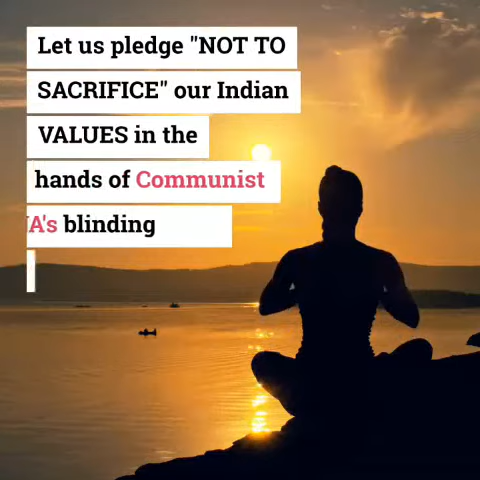 Let us pledge "NOT TO
SACRIFICE" our Indian
VALUES in the
hands of Communist
A's blinding